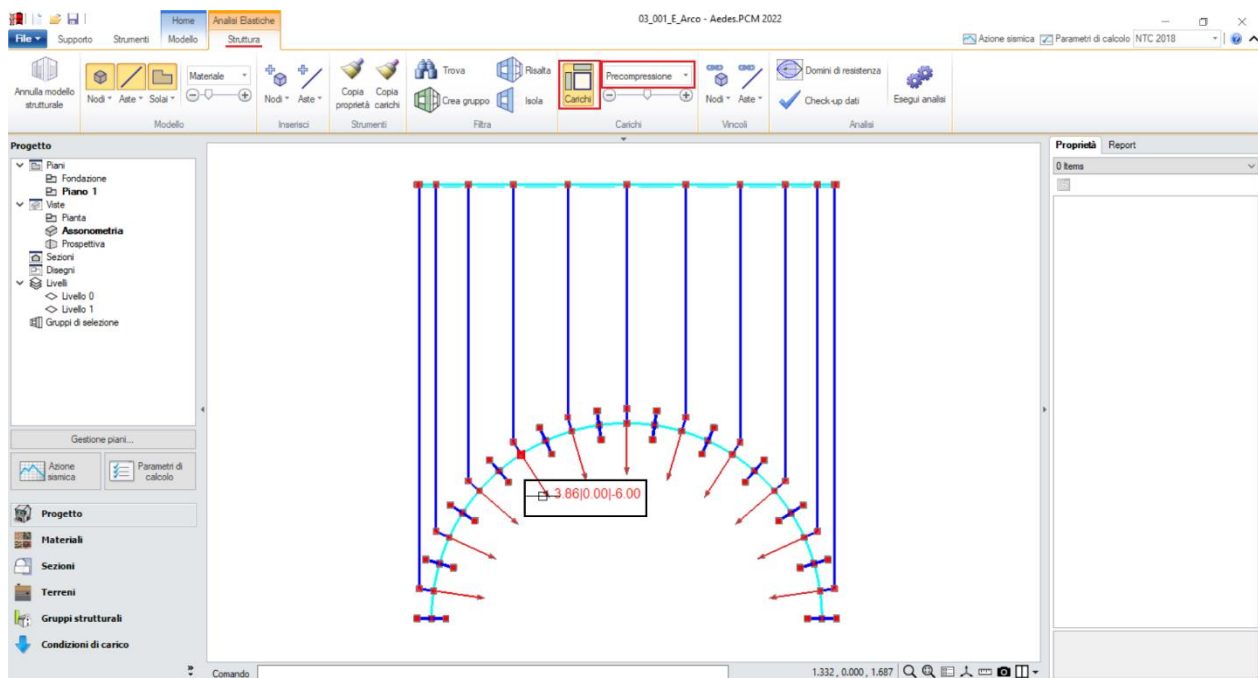 03_001_E_Arco - Aedes.PCM 2022
Home
Analisi Elastiche
File
Supporto
Strumenti
Modello
Struttura
Azione sismica
Parametri di calcolo
NTC 2018
Annulla modello
strutturale
Nodi
Aste
Solai
Materiale
Modello
Nodi
Aste
Inserisci
Copia
proprietà
Copia
carichi
Strumenti
Trova
Crea gruppo
Risalta
Isola
Filtra
Carichi
Precompressione
Carichi
Nodi
Aste
Vincoli
Domini di resistenza
Check-up dati
Esegui analisi
Analisi
Progetto
Piani
Fondazione
Piano 1
Viste
Pianta
Assonometria
Prospettiva
Sezioni
Disegni
Livelli
Livello 0
Livello 1
Gruppi di selezione
Gestione piani...
Azione
sismica
Parametri di
calcolo
Progetto
Materiali
Sezioni
Terreni
Gruppi strutturali
Condizioni di carico
3.86|0.00|-6.00
Proprietà
Report
0 Items
Comando
1.332 , 0.000 , 1.687